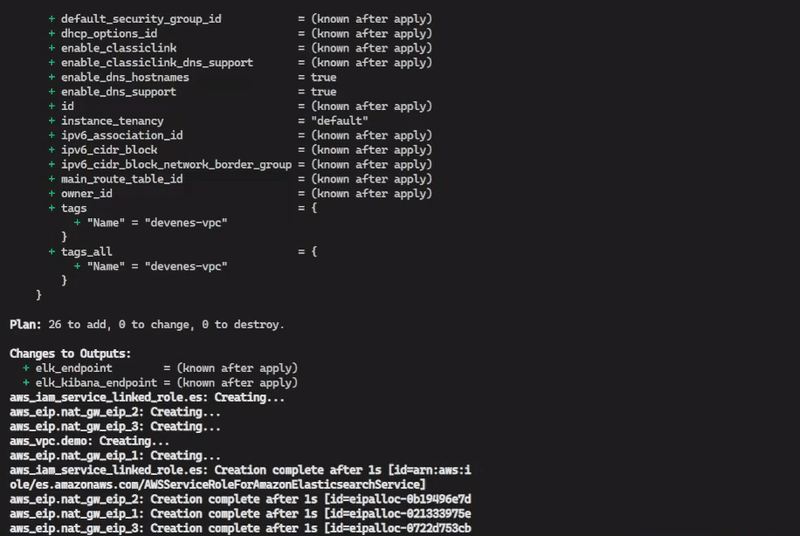 + default_security_group_id            = (known after apply)
+ dhcp_options_id                      = (known after apply)
+ enable_classiclink                   = (known after apply)
+ enable_classiclink_dns_support       = (known after apply)
+ enable_dns_hostnames                 = true
+ enable_dns_support                   = true
+ id                                   = (known after apply)
+ instance_tenancy                     = "default"
+ ipv6_association_id                  = (known after apply)
+ ipv6_cidr_block                      = (known after apply)
+ ipv6_cidr_block_network_border_group = (known after apply)
+ main_route_table_id                  = (known after apply)
+ owner_id                             = (known after apply)
+ tags                                 = {
+ "Name" = "devenes-vpc"
}
+ tags_all                             = {
+ "Name" = "devenes-vpc"
}
}
Plan: 26 to add, 0 to change, 0 to destroy.
Changes to Outputs:
+ elk_endpoint        = (known after apply)
+ elk_kibana_endpoint = (known after apply)
aws_iam_service_linked_role.es: Creating...
aws_eip.nat_gw_eip_2: Creating...
aws_eip.nat_gw_eip_3: Creating...
aws_vpc.demo: Creating...
aws_eip.nat_gw_eip_1: Creating...
aws_iam_service_linked_role.es: Creation complete after 1s [id=arn:aws:i
ole/es.amazonaws.com/AWSServiceRoleForAmazonElasticsearchService]
aws_eip.nat_gw_eip_2: Creation complete after 1s [id=eipalloc-0b19496e7d
aws_eip.nat_gw_eip_1: Creation complete after 1s [id=eipalloc-021333975e
aws_eip.nat_gw_eip_3: Creation complete after 1s [id=eipalloc-0722d753cb